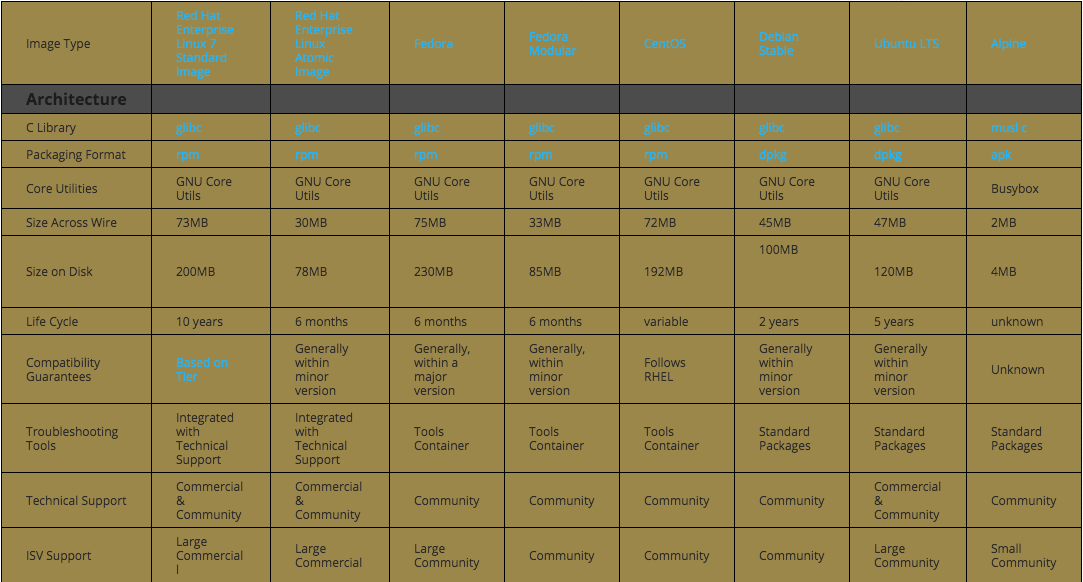 Image Type
Red Hat
Enterprise
Linux 7
Standard
Image
Red Hat
Enterprise
Linux
Atomic
Image
Fedora
Fedora
Modular
CentOS
Debian
Stable
Ubuntu LTS
Alpine
Architecture
C Library
glibc
glibc
glibc
glibc
glibc
glibc
glibc
musl c
Packaging Format
rpm
rpm
rpm
rpm
rpm
dpkg
dpkg
apk
Core Utilities
GNU Core
Utils
GNU Core
Utils
GNU Core
Utils
GNU Core
Utils
GNU Core
Utils
GNU Core
Utils
GNU Core
Utils
Busybox
Size Across Wire
73MB
30MB
75MB
33MB
72MB
45MB
47MB
2MB
Size on Disk
200MB
78MB
230MB
85MB
192MB
100MB
120MB
4MB
Life Cycle
10 years
6 months
6 months
6 months
variable
2 years
5 years
unknown
Compatibility
Guarantees
Based on
Tier
Generally
within
minor
version
Generally,
within a
major
version
Generally,
within
minor
version
Follows
RHEL
Generally
within
minor
version
Generally
within
minor
version
Unknown
Troubleshooting
Tools
Integrated
with
Technical
Support
Integrated
with
Technical
Support
Tools
Container
Tools
Container
Tools
Container
Standard
Packages
Standard
Packages
Standard
Packages
Technical Support
Commercial
&
Community
Commercial
&
Community
Community
Community
Community
Community
Commercial
&
Community
Community
ISV Support
Large
Commercial
l
Large
Commercial
Large
Community
Community
Community
Community
Large
Community
Small
Community